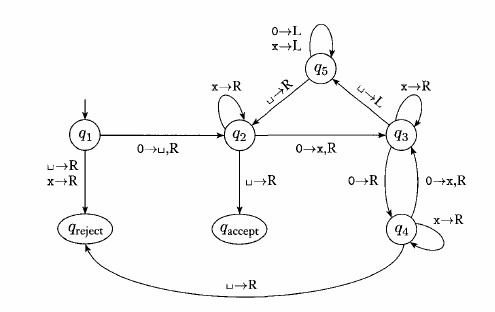 0→L
x→L
q5
x→R
⊔→R
⊔→L
x→R
q1
q2
q3
0→⊔,R
0→x,R
⊔→R
x→R
⊔→R
0→R
0→x,R
qreject
qaccept
q4
x→R
⊔→R